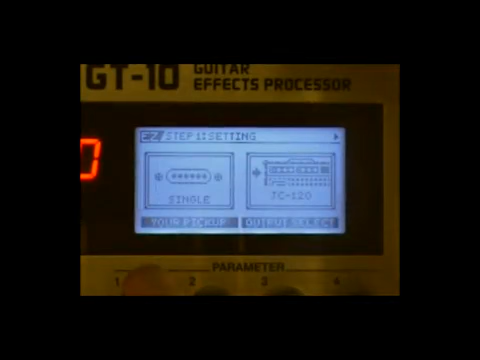 GT-10 GUITAR
EFFECTS PROCESSOR
0
EZ STEP 1:SETTING
SINGLE JC-120
YOUR PICKUP OUTPUT SELECT
PARAMETER
1 2 3 4